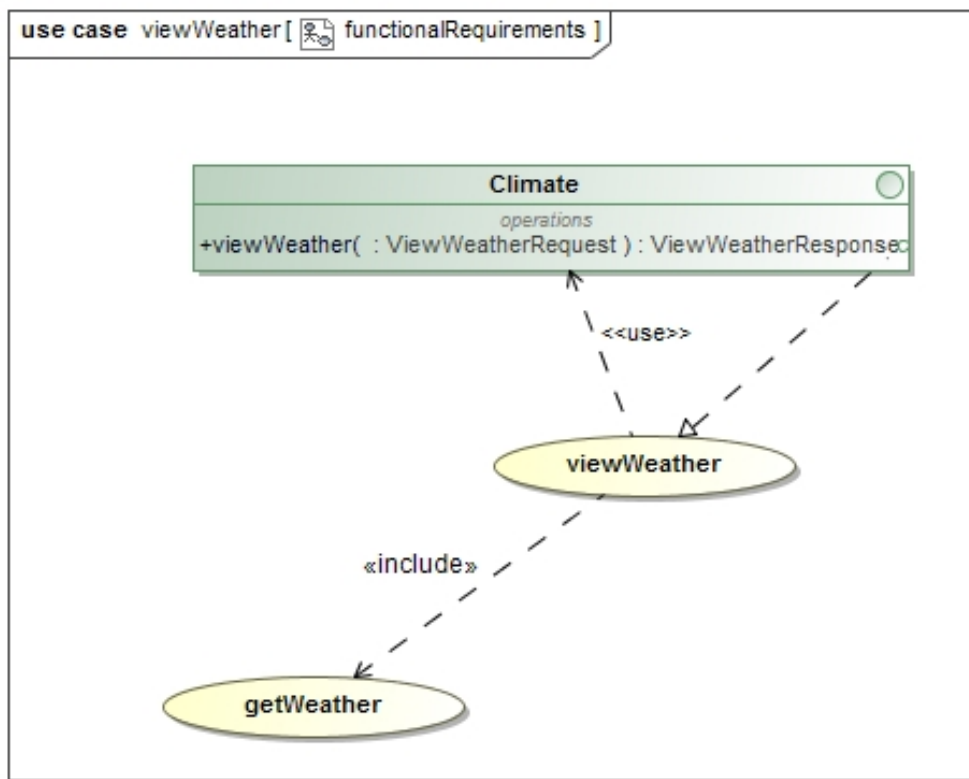 use case viewWeather [ functionalRequirements ]
Climate
operations
+viewWeather( : ViewWeatherRequest ) : ViewWeatherResponse
<<use>>
viewWeather
«include»
getWeather